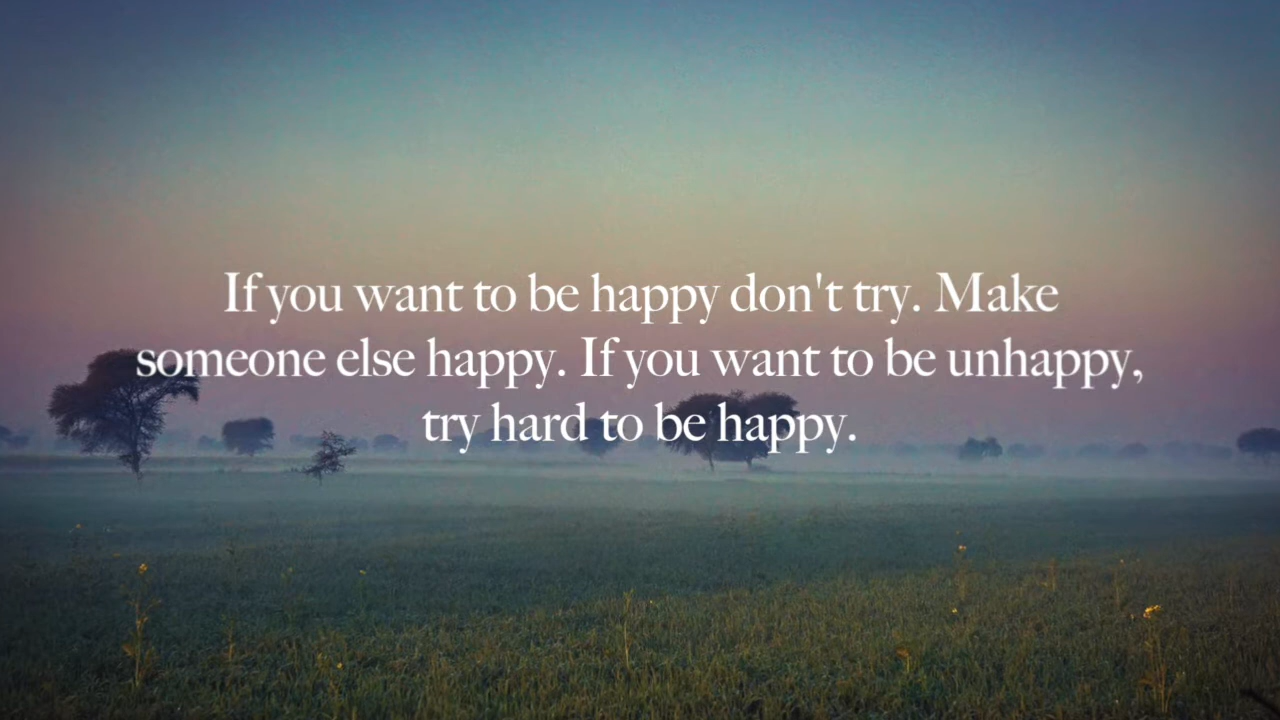 If you want to be happy don't try. Make
someone else happy. If you want to be unhappy,
try hard to be happy.